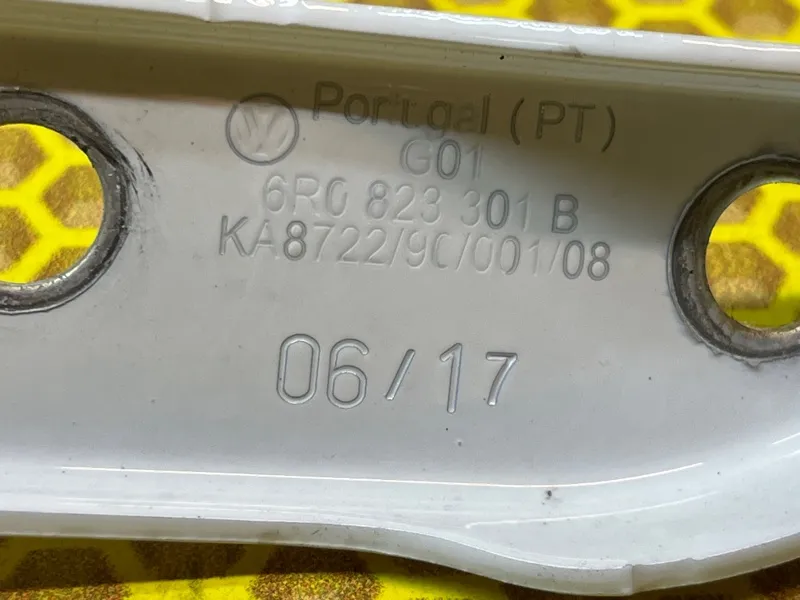 Portugal (PT)
G01
6R0 823 301 B
KA8722/90/001/08
06/17